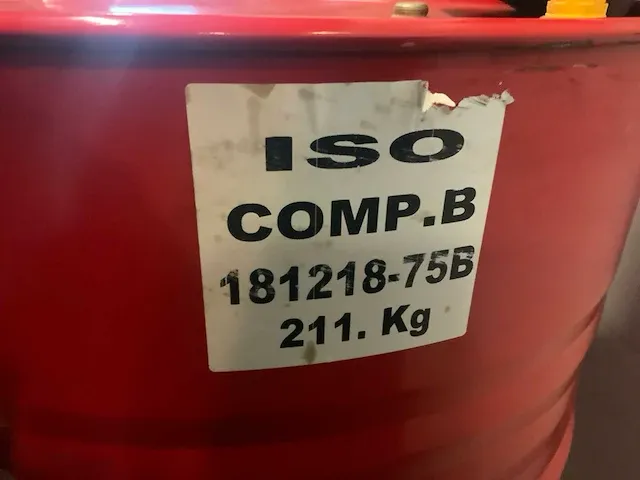 ISO
COMP.B
181218-75B
211. Kg